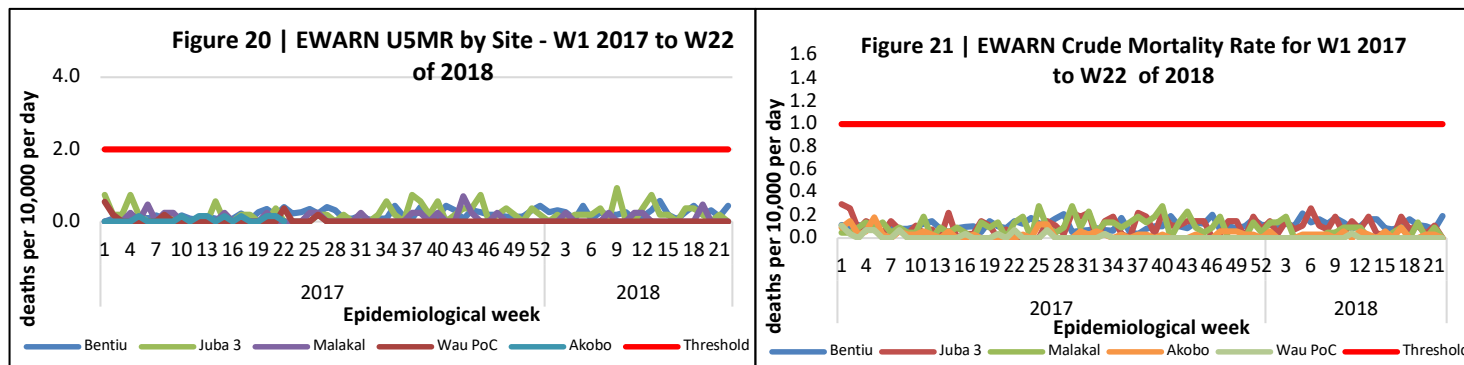 Figure 20 | EWARN U5MR by Site - W1 2017 to W22
of 2018
deaths per 10,000 per day
4.0
2.0
0.0
1 4 7 10 13 16 19 22 25 28 31 34 37 40 43 46 49 52 3 6 9 12 15 18 21
2017 2018
Epidemiological week
Bentiu Juba 3 Malakal Wau PoC Akobo Threshold
Figure 21 | EWARN Crude Mortality Rate for W1 2017
to W22 of 2018
deaths per 10,000 per day
1.6
1.4
1.2
1.0
0.8
0.6
0.4
0.2
0.0
1 4 7 10 13 16 19 22 25 28 31 34 37 40 43 46 49 52 3 6 9 12 15 18 21
2017 2018
Epidemiological week
Bentiu Juba 3 Malakal Akobo Wau PoC Threshold